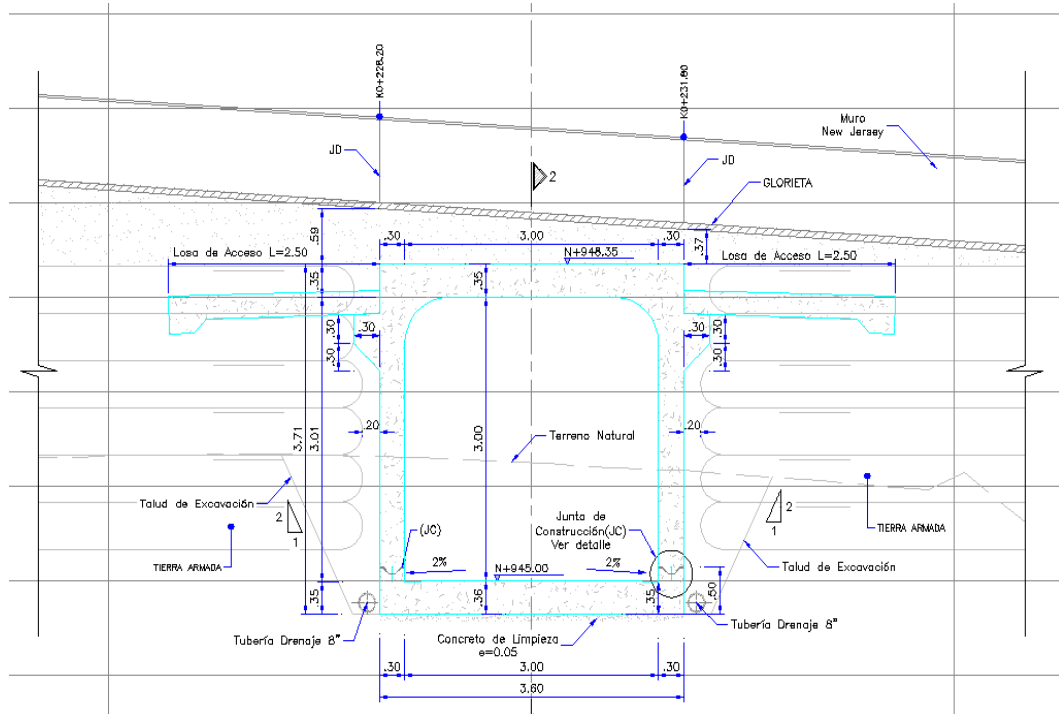 K0+228.20
K0+231.80
Muro
New Jersey
JD
JD
2
GLORIETA
.59
.30
3.00
.30
.37
Losa de Acceso L=2.50
N+948.35
Losa de Acceso L=2.50
.35
.35
.30
.30
.30
.30
.30
.30
.20
.20
3.71
3.01
3.00
Terreno Natural
Talud de Excavación
2
1
(JC)
Junta de
Construcción(JC)
Ver detalle
2
1
TIERRA ARMADA
TIERRA ARMADA
Talud de Excavación
2%
N+945.00
2%
.35
.36
.35
.50
Tubería Drenaje 8"
Concreto de Limpieza
e=0.05
Tubería Drenaje 8"
.30
3.00
.30
3.60